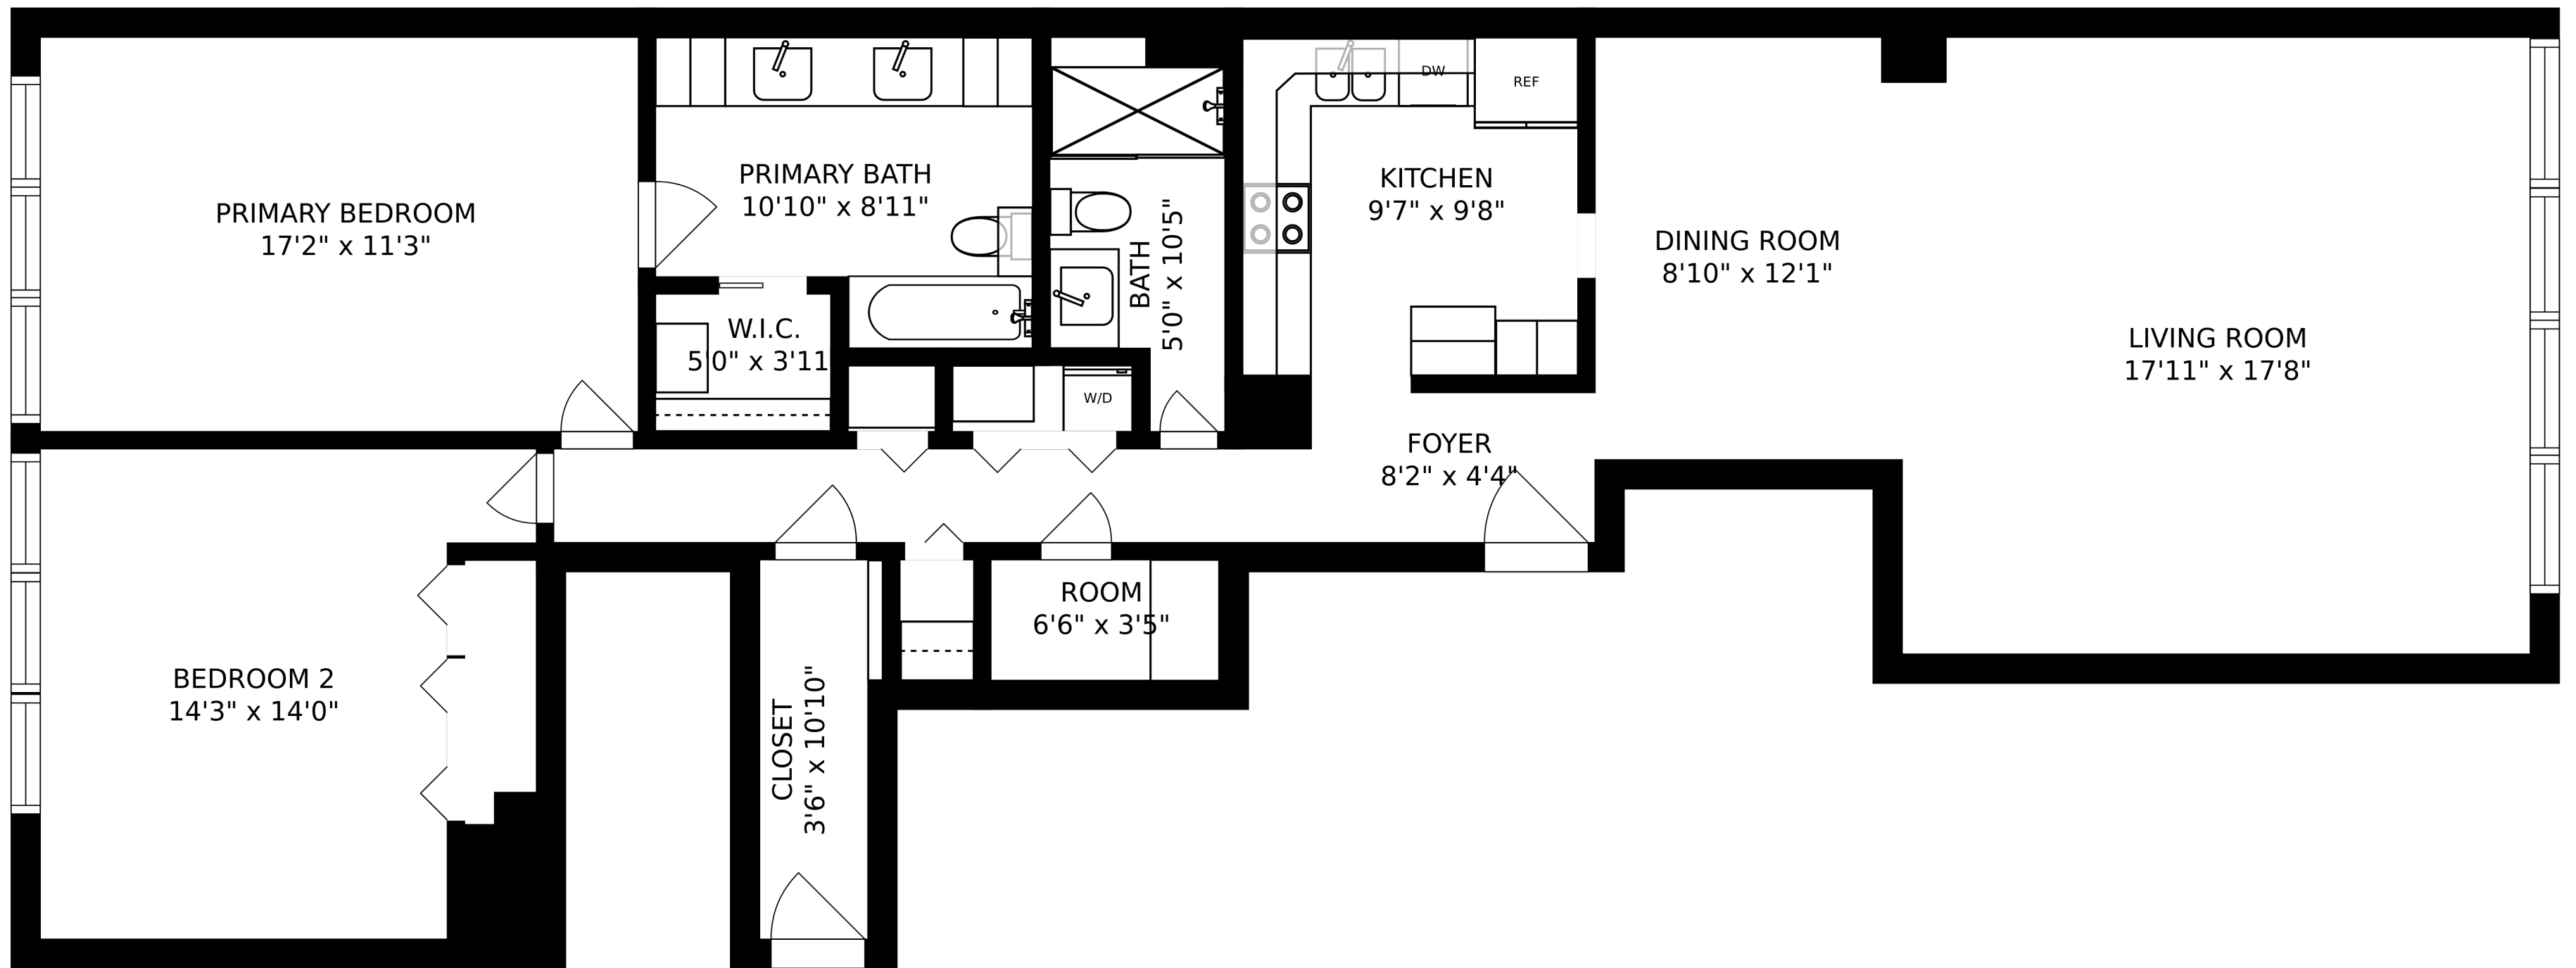 PRIMARY BEDROOM
17'2" x 11'3"
PRIMARY BATH
10'10" x 8'11"
W.I.C.
5'0" x 3'11
BATH
5'0" x 10'5"
W/D
DW
REF
KITCHEN
9'7" x 9'8"
DINING ROOM
8'10" x 12'1"
LIVING ROOM
17'11" x 17'8"
FOYER
8'2" x 4'4"
BEDROOM 2
14'3" x 14'0"
CLOSET
3'6" x 10'10"
ROOM
6'6" x 3'5"